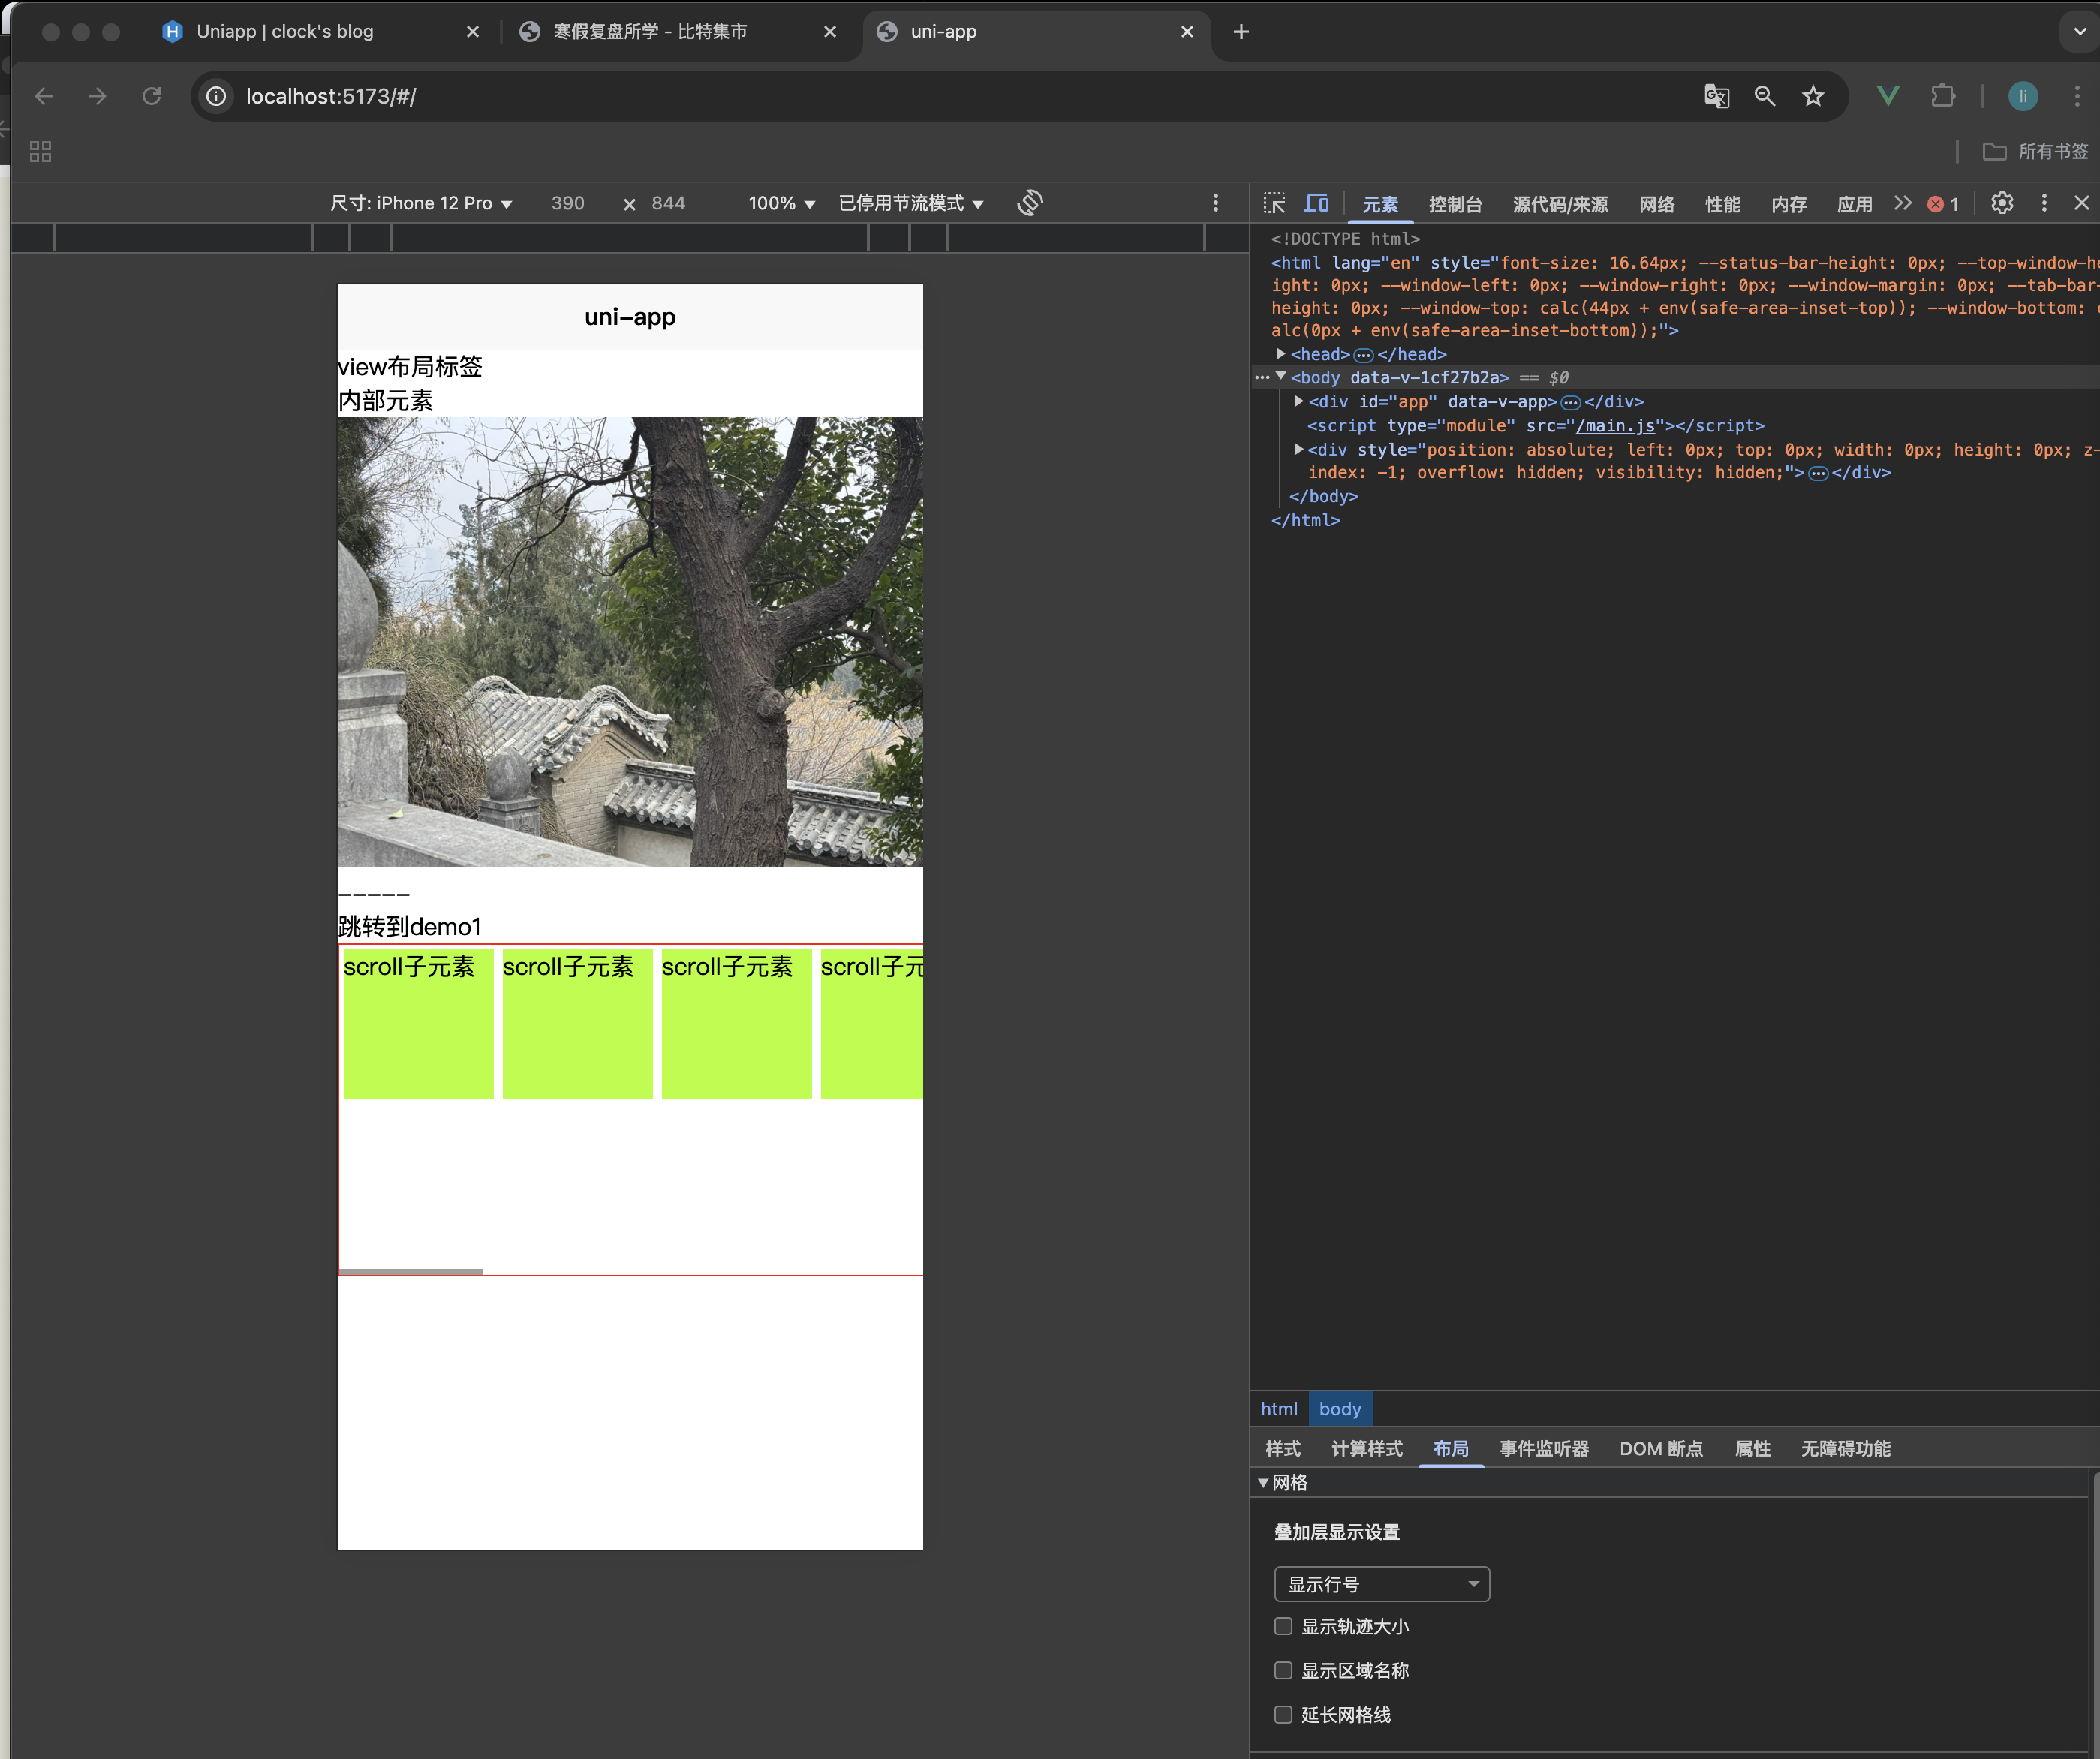 Uniapp | clock's blog
寒假复盘所学 - 比特集市
uni-app
localhost:5173/#/
li
所有书签
尺寸: iPhone 12 Pro ▼ 390 × 844 100% ▼ 已停用节流模式 ▼
元素 控制台 源代码/来源 网络 性能 内存 应用 1
uni-app
view布局标签
内部元素
-----
跳转到demo1
scroll子元素 scroll子元素 scroll子元素 scroll子元
<!DOCTYPE html>
<html lang="en" style="font-size: 16.64px; --status-bar-height: 0px; --top-window-he
ight: 0px; --window-left: 0px; --window-right: 0px; --window-margin: 0px; --tab-bar-
height: 0px; --window-top: calc(44px + env(safe-area-inset-top)); --window-bottom: c
alc(0px + env(safe-area-inset-bottom));">
<head>…</head>
<body data-v-1cf27b2a> == $0
<div id="app" data-v-app>…</div>
<script type="module" src="/main.js"></script>
<div style="position: absolute; left: 0px; top: 0px; width: 0px; height: 0px; z-
index: -1; overflow: hidden; visibility: hidden;">…</div>
</body>
</html>
html body
样式 计算样式 布局 事件监听器 DOM 断点 属性 无障碍功能
网格
叠加层显示设置
显示行号
显示轨迹大小
显示区域名称
延长网格线